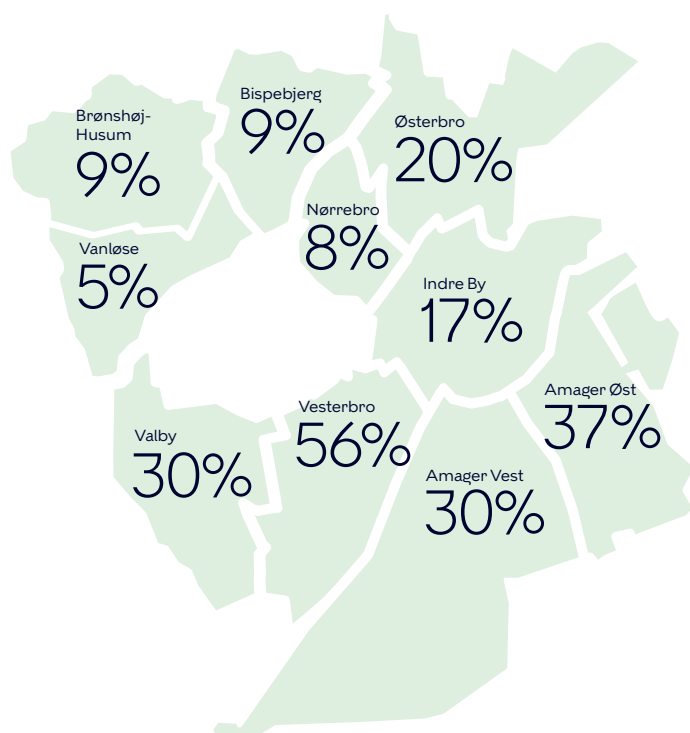 Bispebjerg
9%
Brønshøj-
Husum
9%
Østerbro
20%
Nørrebro
8%
Vanløse
5%
Indre By
17%
Amager Øst
37%
Vesterbro
56%
Valby
30%
Amager Vest
30%